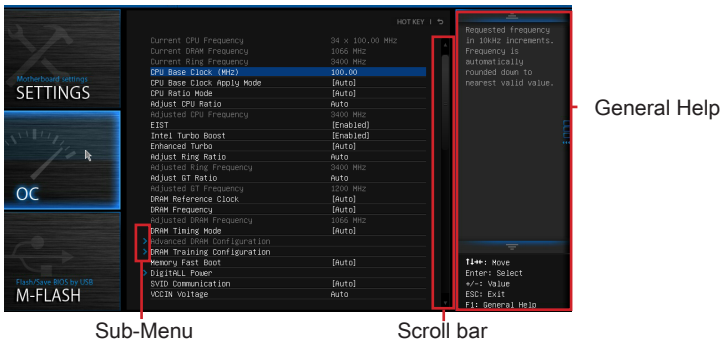 HOT KEY
Motherboard settings
SETTINGS
OC
Flash/Save BIOS by USB
M-FLASH
Current CPU Frequency 34 x 100.00 MHz
Current DRAM Frequency 1066 MHz
Current Ring Frequency 3400 MHz
CPU Base Clock (MHz) 100.00
CPU Base Clock Apply Mode [Auto]
CPU Ratio Mode [Auto]
Adjust CPU Ratio Auto
Adjusted CPU Frequency 3400 MHz
EIST [Enabled]
Intel Turbo Boost [Enabled]
Enhanced Turbo [Auto]
Adjust Ring Ratio Auto
Adjusted Ring Frequency 3400 MHz
Adjust GT Ratio Auto
Adjusted GT Frequency 1200 MHz
DRAM Reference Clock [Auto]
DRAM Frequency [Auto]
Adjusted DRAM Frequency 1066 MHz
DRAM Timing Mode [Auto]
> Advanced DRAM Configuration
> DRAM Training Configuration
Memory Fast Boot [Auto]
> DigitALL Power
SVID Communication [Auto]
VCCIN Voltage Auto
Requested frequency
in 10kHz increments.
Frequency is
automatically
rounded down to
nearest valid value.
↑↓→←: Move
Enter: Select
+/-: Value
ESC: Exit
F1: General Help
General Help
Sub-Menu
Scroll bar